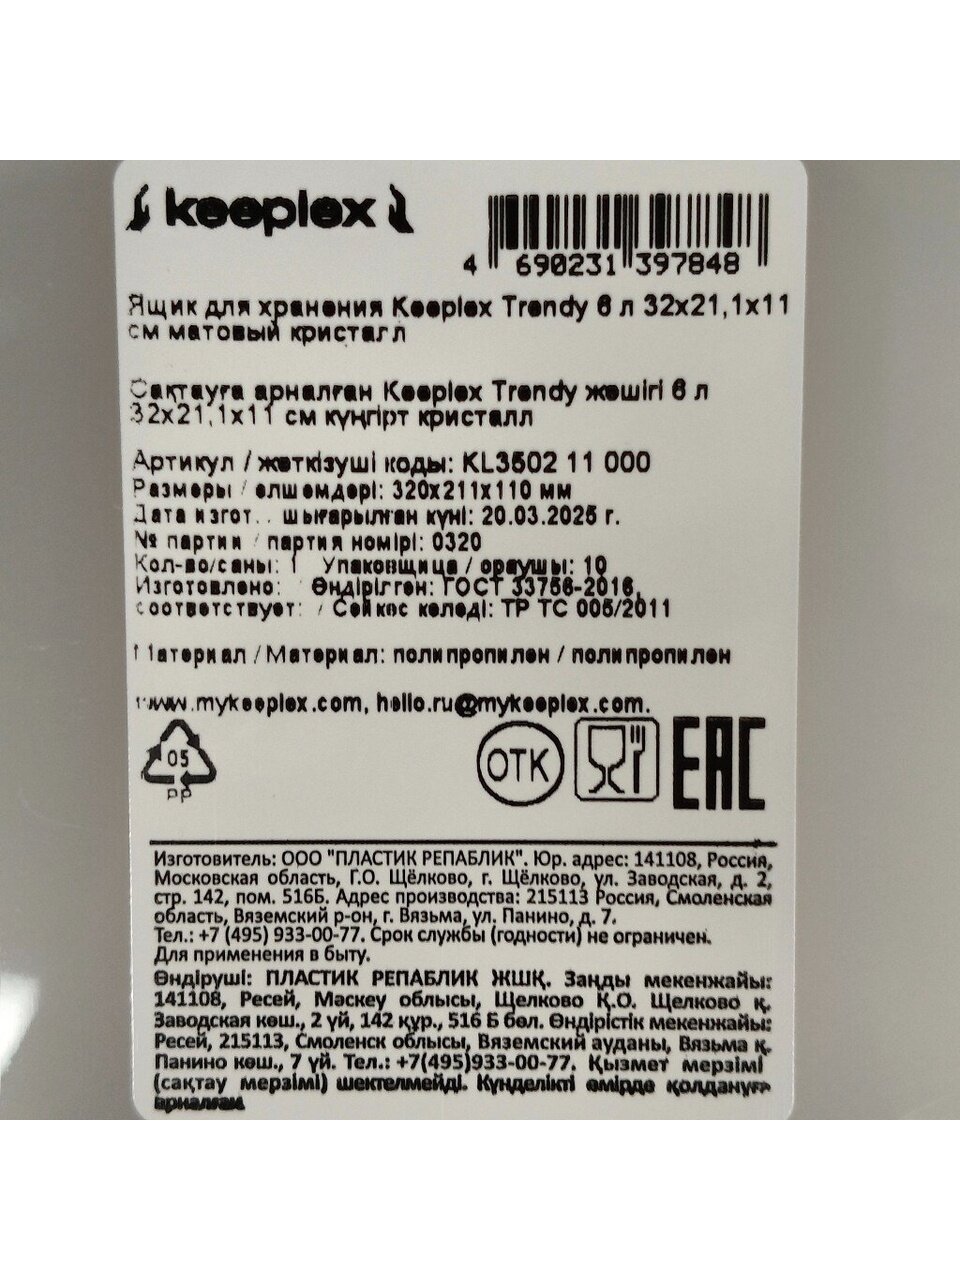 keeplex
4 690231 397848
Ящик для хранения Keeplex Trendy 6 л 32x21,1x11
см матовый кристалл
Сақтауға арналған Keeplex Trendy жәшігі 6 л
32x21,1x11 см күңгірт кристалл
Артикул / жеткізуші коды: KL3502 11 000
Размеры / өлшемдері: 320x211x110 мм
Дата изгот.. шығарылған күні: 20.03.2025 г.
№ партии / партия номірі: 0320
Кол-во/саны: 1 Упаковщица / ораушы: 10
Изготовлено: Өндірілген: ГОСТ 33756-2016,
соответствует: / Сәйкес келеді: ТР ТС 005/2011
Материал / Материал: полипропилен / полипропилен
www.mykeeplex.com, hello.ru@mykeeplex.com.
05
PP
ОТК
EAC
Изготовитель: ООО "ПЛАСТИК РЕПАБЛИК". Юр. адрес: 141108, Россия,
Московская область, Г.О. Щёлково, г. Щёлково, ул. Заводская, д. 2,
стр. 142, пом. 516Б. Адрес производства: 215113 Россия, Смоленская
область, Вяземский р-он, г. Вязьма, ул. Панино, д. 7.
Тел.: +7 (495) 933-00-77. Срок службы (годности) не ограничен.
Для применения в быту.
Өндіруші: ПЛАСТИК РЕПАБЛИК ЖШҚ. Заңды мекенжайы:
141108, Ресей, Мәскеу облысы, Щелково Қ.О. Щелково қ.
Заводская көш., 2 үй, 142 құр., 516 Б бөл. Өндірістік мекенжайы:
Ресей, 215113, Смоленск облысы, Вяземский ауданы, Вязьма қ.
Панино көш., 7 үй. Тел.: +7(495)933-00-77. Қызмет мерзімі
(сақтау мерзімі) шектелмейді. Күнделікті өмірде қолдануға
арналған